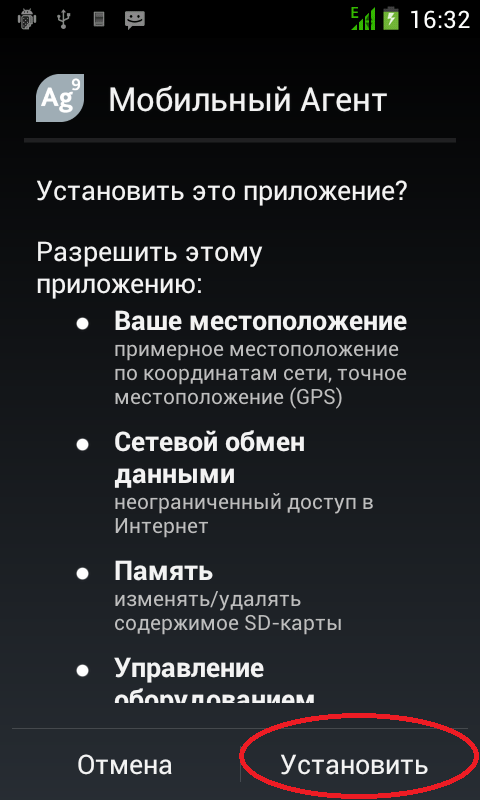 E
16:32
Ag9
Мобильный Агент
Установить это приложение?
Разрешить этому
приложению:
Ваше местоположение
примерное местоположение
по координатам сети, точное
местоположение (GPS)
Сетевой обмен
данными
неограниченный доступ в
Интернет
Память
изменять/удалять
содержимое SD-карты
Управление
оборудованием
Отмена
Установить